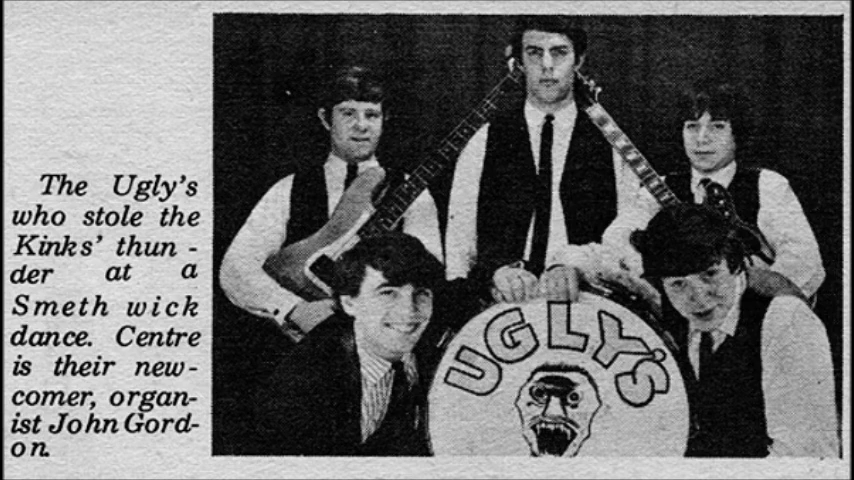 The Ugly's
who stole the
Kinks' thun -
der at a
Smeth wick
dance. Centre
is their new-
comer, organ-
ist John Gord-
on.
UGLY'S